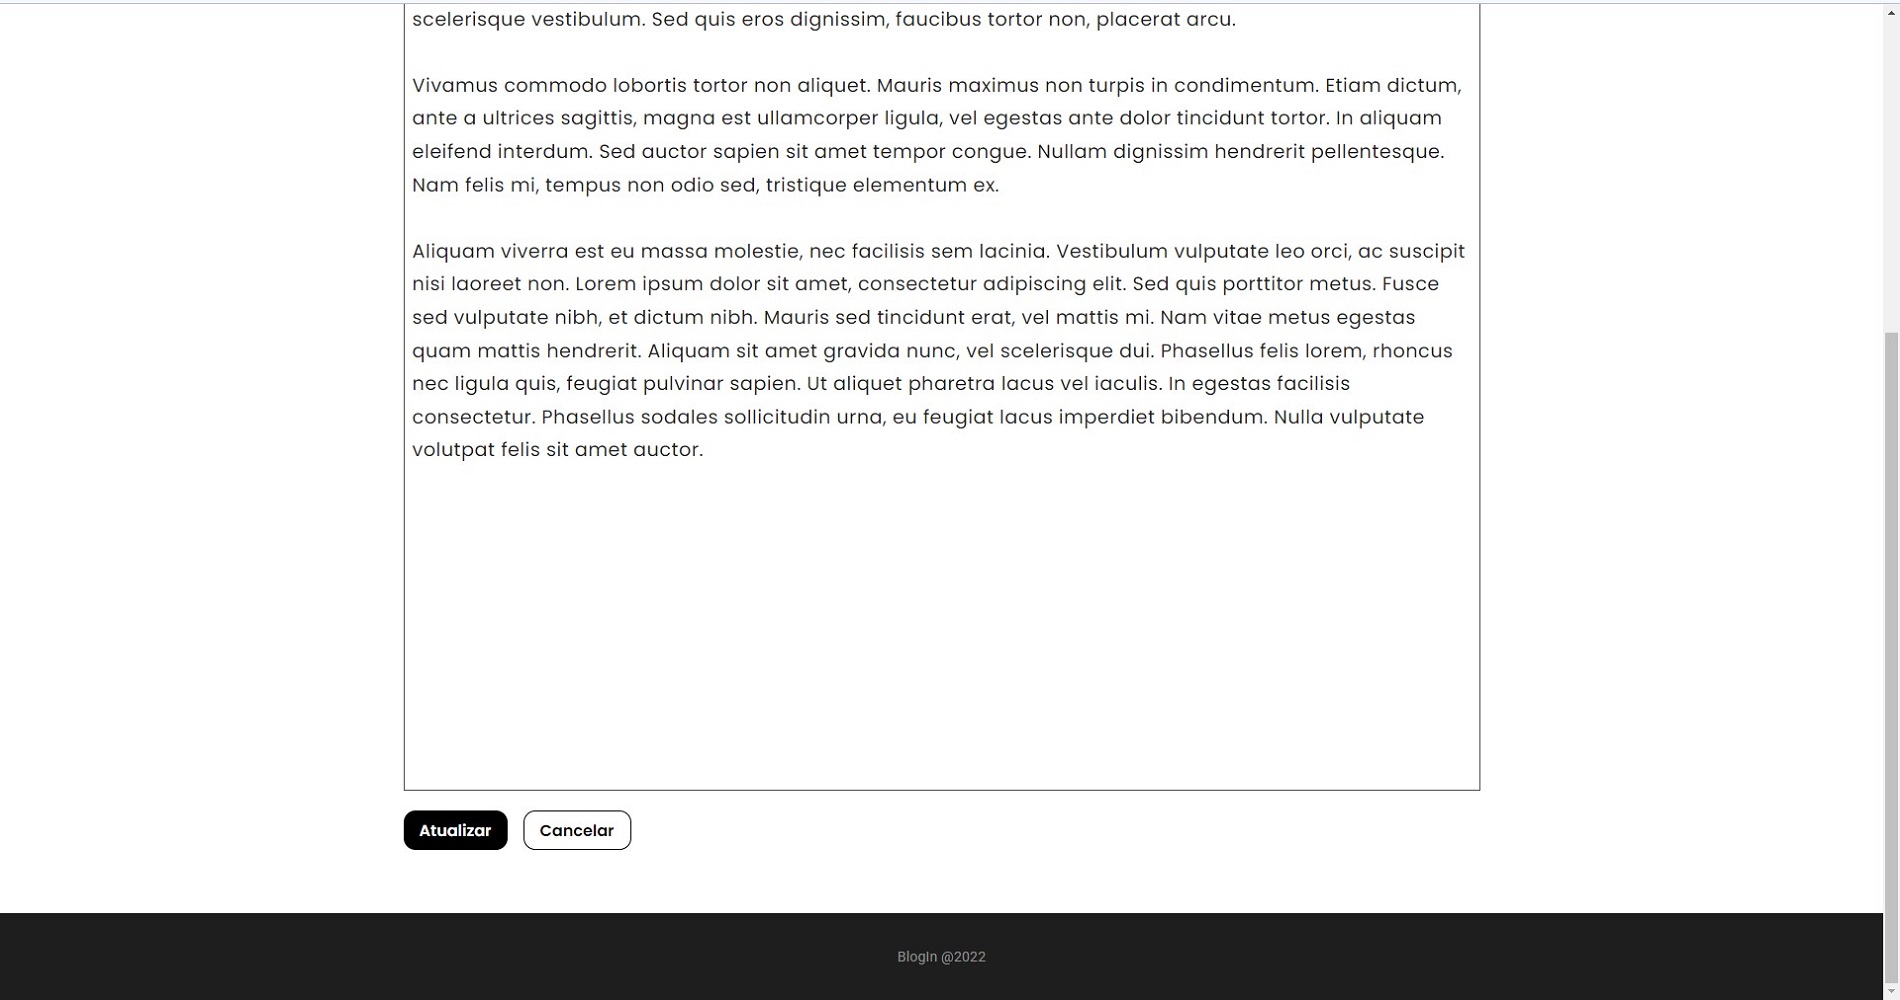 scelerisque vestibulum. Sed quis eros dignissim, faucibus tortor non, placerat arcu.
Vivamus commodo lobortis tortor non aliquet. Mauris maximus non turpis in condimentum. Etiam dictum,
ante a ultrices sagittis, magna est ullamcorper ligula, vel egestas ante dolor tincidunt tortor. In aliquam
eleifend interdum. Sed auctor sapien sit amet tempor congue. Nullam dignissim hendrerit pellentesque.
Nam felis mi, tempus non odio sed, tristique elementum ex.
Aliquam viverra est eu massa molestie, nec facilisis sem lacinia. Vestibulum vulputate leo orci, ac suscipit
nisi laoreet non. Lorem ipsum dolor sit amet, consectetur adipiscing elit. Sed quis porttitor metus. Fusce
sed vulputate nibh, et dictum nibh. Mauris sed tincidunt erat, vel mattis mi. Nam vitae metus egestas
quam mattis hendrerit. Aliquam sit amet gravida nunc, vel scelerisque dui. Phasellus felis lorem, rhoncus
nec ligula quis, feugiat pulvinar sapien. Ut aliquet pharetra lacus vel iaculis. In egestas facilisis
consectetur. Phasellus sodales sollicitudin urna, eu feugiat lacus imperdiet bibendum. Nulla vulputate
volutpat felis sit amet auctor.
Atualizar Cancelar
BlogIn @2022